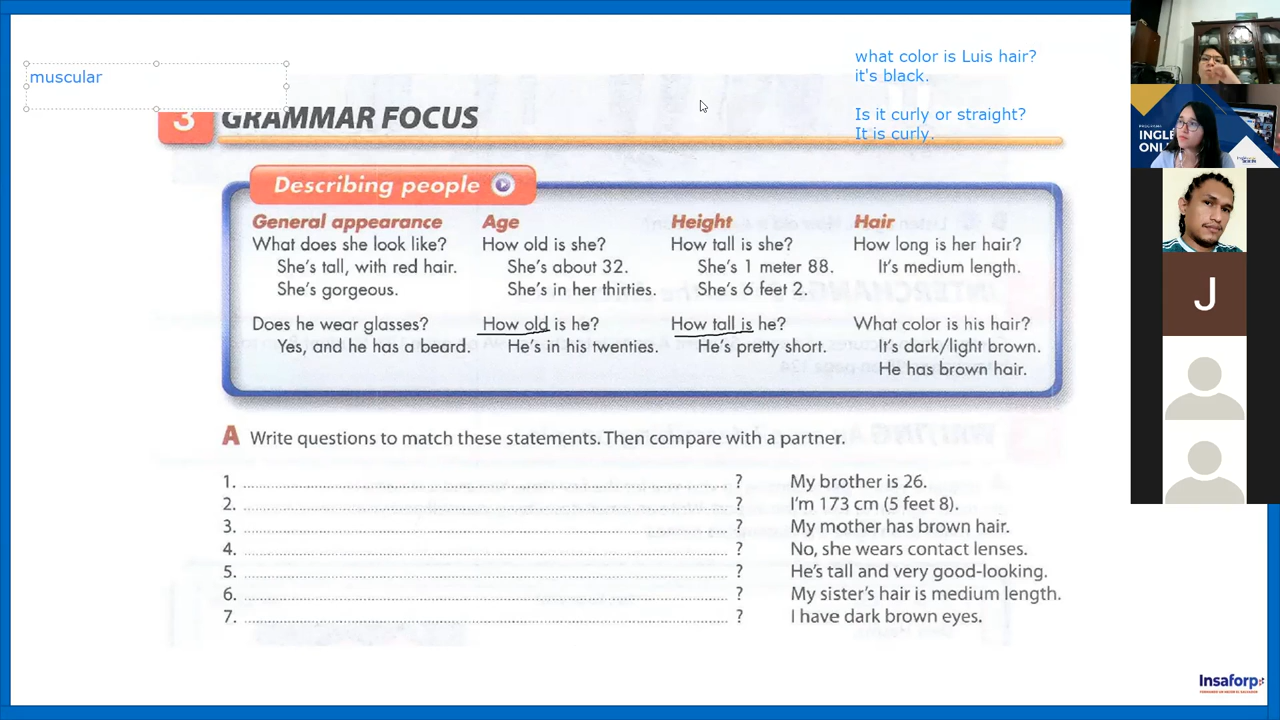 muscular
what color is Luis hair?
it's black.
Is it curly or straight?
It is curly.
3 GRAMMAR FOCUS
Describing people
General appearance
What does she look like?
She's tall, with red hair.
She's gorgeous.
Does he wear glasses?
Yes, and he has a beard.
Age
How old is she?
She's about 32.
She's in her thirties.
How old is he?
He's in his twenties.
Height
How tall is she?
She's 1 meter 88.
She's 6 feet 2.
How tall is he?
He's pretty short.
Hair
How long is her hair?
It's medium length.
What color is his hair?
It's dark/light brown.
He has brown hair.
A Write questions to match these statements. Then compare with a partner.
1. ? My brother is 26.
2. ? I'm 173 cm (5 feet 8).
3. ? My mother has brown hair.
4. ? No, she wears contact lenses.
5. ? He's tall and very good-looking.
6. ? My sister's hair is medium length.
7. ? I have dark brown eyes.
INGLÉ
ONL
J
Insaforp